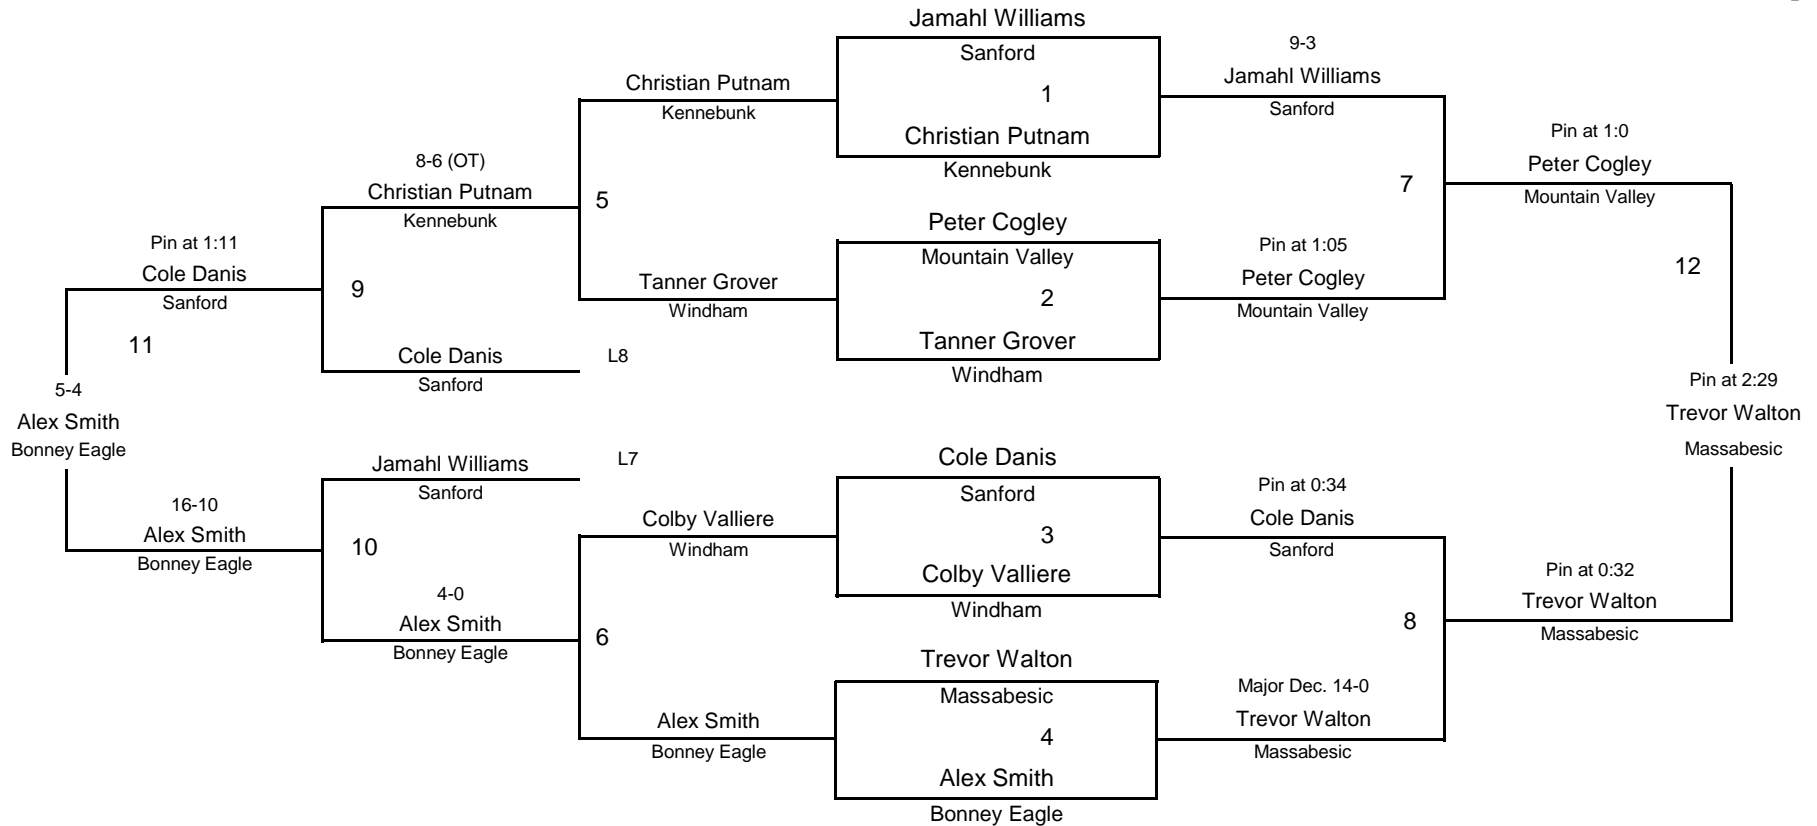 Jamahl Williams
Sanford
1
Christian Putnam
Kennebunk
Peter Cogley
Mountain Valley
2
Tanner Grover
Windham
Cole Danis
Sanford
3
Colby Valliere
Windham
Trevor Walton
Massabesic
4
Alex Smith
Bonney Eagle
9-3
Jamahl Williams
Sanford
7
Pin at 1:05
Peter Cogley
Mountain Valley
Pin at 0:34
Cole Danis
Sanford
8
Major Dec. 14-0
Trevor Walton
Massabesic
Pin at 1:0
Peter Cogley
Mountain Valley
12
Pin at 0:32
Trevor Walton
Massabesic
Pin at 2:29
Trevor Walton
Massabesic
Christian Putnam
Kennebunk
5
Tanner Grover
Windham
L8
L7
Colby Valliere
Windham
6
Alex Smith
Bonney Eagle
8-6 (OT)
Christian Putnam
Kennebunk
9
Cole Danis
Sanford
Jamahl Williams
Sanford
10
4-0
Alex Smith
Bonney Eagle
Pin at 1:11
Cole Danis
Sanford
11
16-10
Alex Smith
Bonney Eagle
5-4
Alex Smith
Bonney Eagle